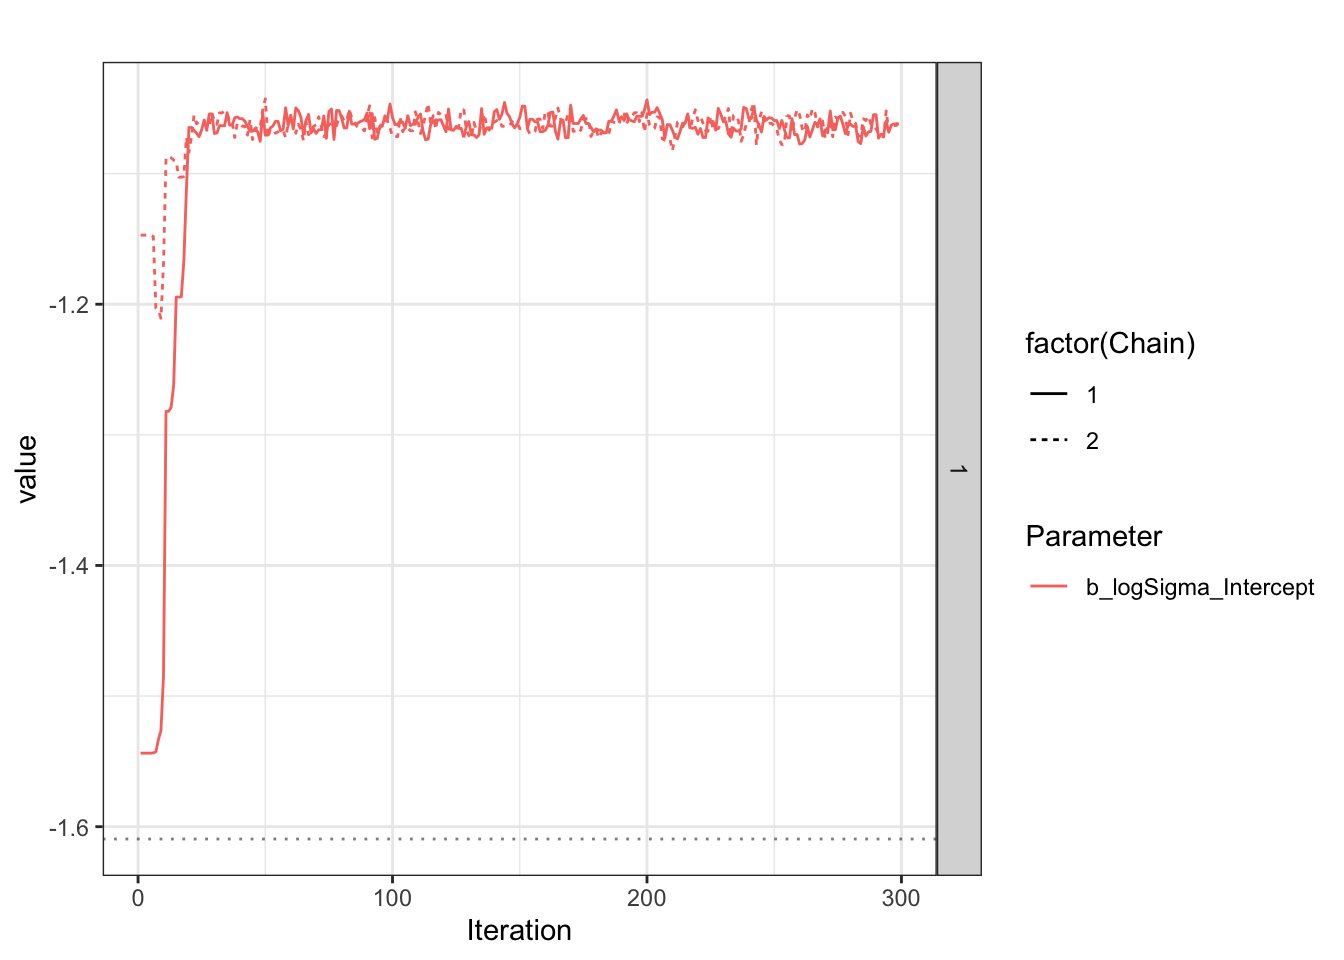 -1.2
-1.4
-1.6
value
0
100
200
300
Iteration
1
factor(Chain)
1
2
Parameter
b_logSigma_Intercept